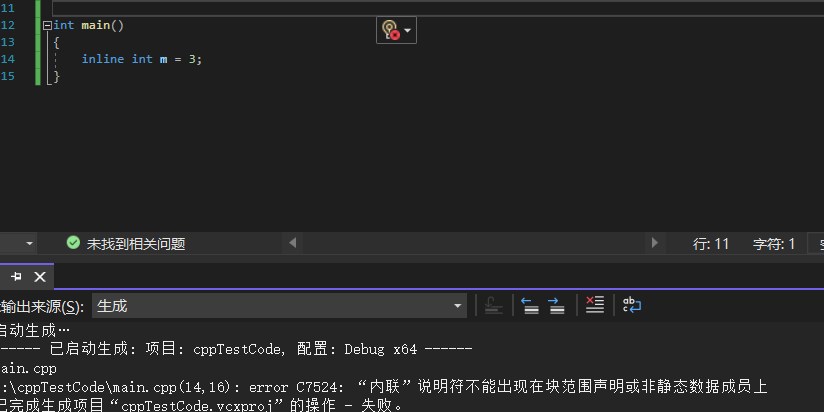 11
12 int main()
13 {
14 inline int m = 3;
15 }
未找到相关问题 行: 11 字符: 1
输出来源(S): 生成
启动生成…
----- 已启动生成: 项目: cppTestCode, 配置: Debug x64 ------
ain.cpp
:\cppTestCode\main.cpp(14,16): error C7524: “内联”说明符不能出现在块范围声明或非静态数据成员上
已完成生成项目“cppTestCode.vcxproj”的操作 - 失败。